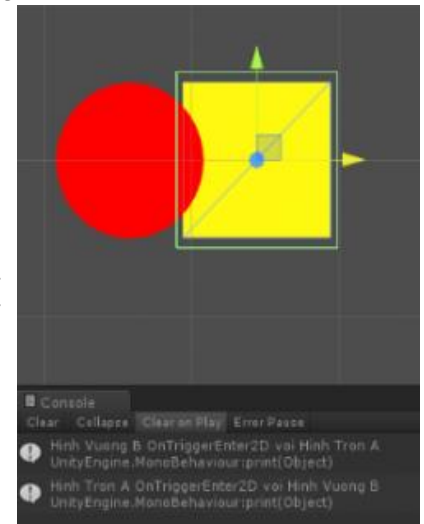 Console
Clear Collapse Clear on Play Error Pause
Hinh Vuong B OnTriggerEnter2D voi Hinh Tron A
UnityEngine.MonoBehaviour:print(Object)
Hinh Tron A OnTriggerEnter2D voi Hinh Vuong B
UnityEngine.MonoBehaviour:print(Object)